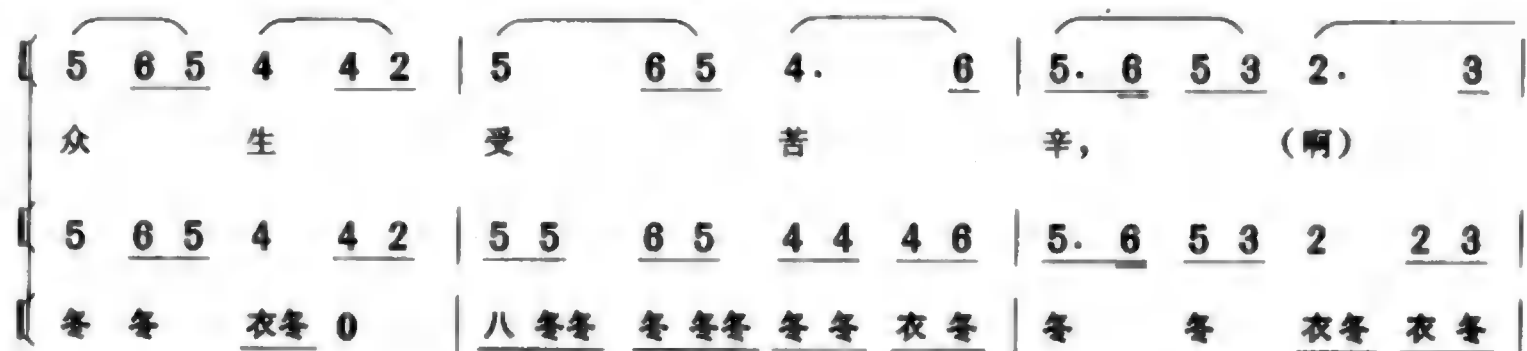 5 6 5 4 4 2 | 5 6 5 4. 6 | 5. 6 5 3 2. 3 |
众 生 受 苦 辛, (啊)
5 6 5 4 4 2 | 5 5 6 5 4 4 4 6 | 5. 6 5 3 2 2 3 |
冬 冬 衣冬 0 | 八 冬冬 冬 冬冬 冬 冬 衣 冬 | 冬 冬 衣冬 衣 冬 |